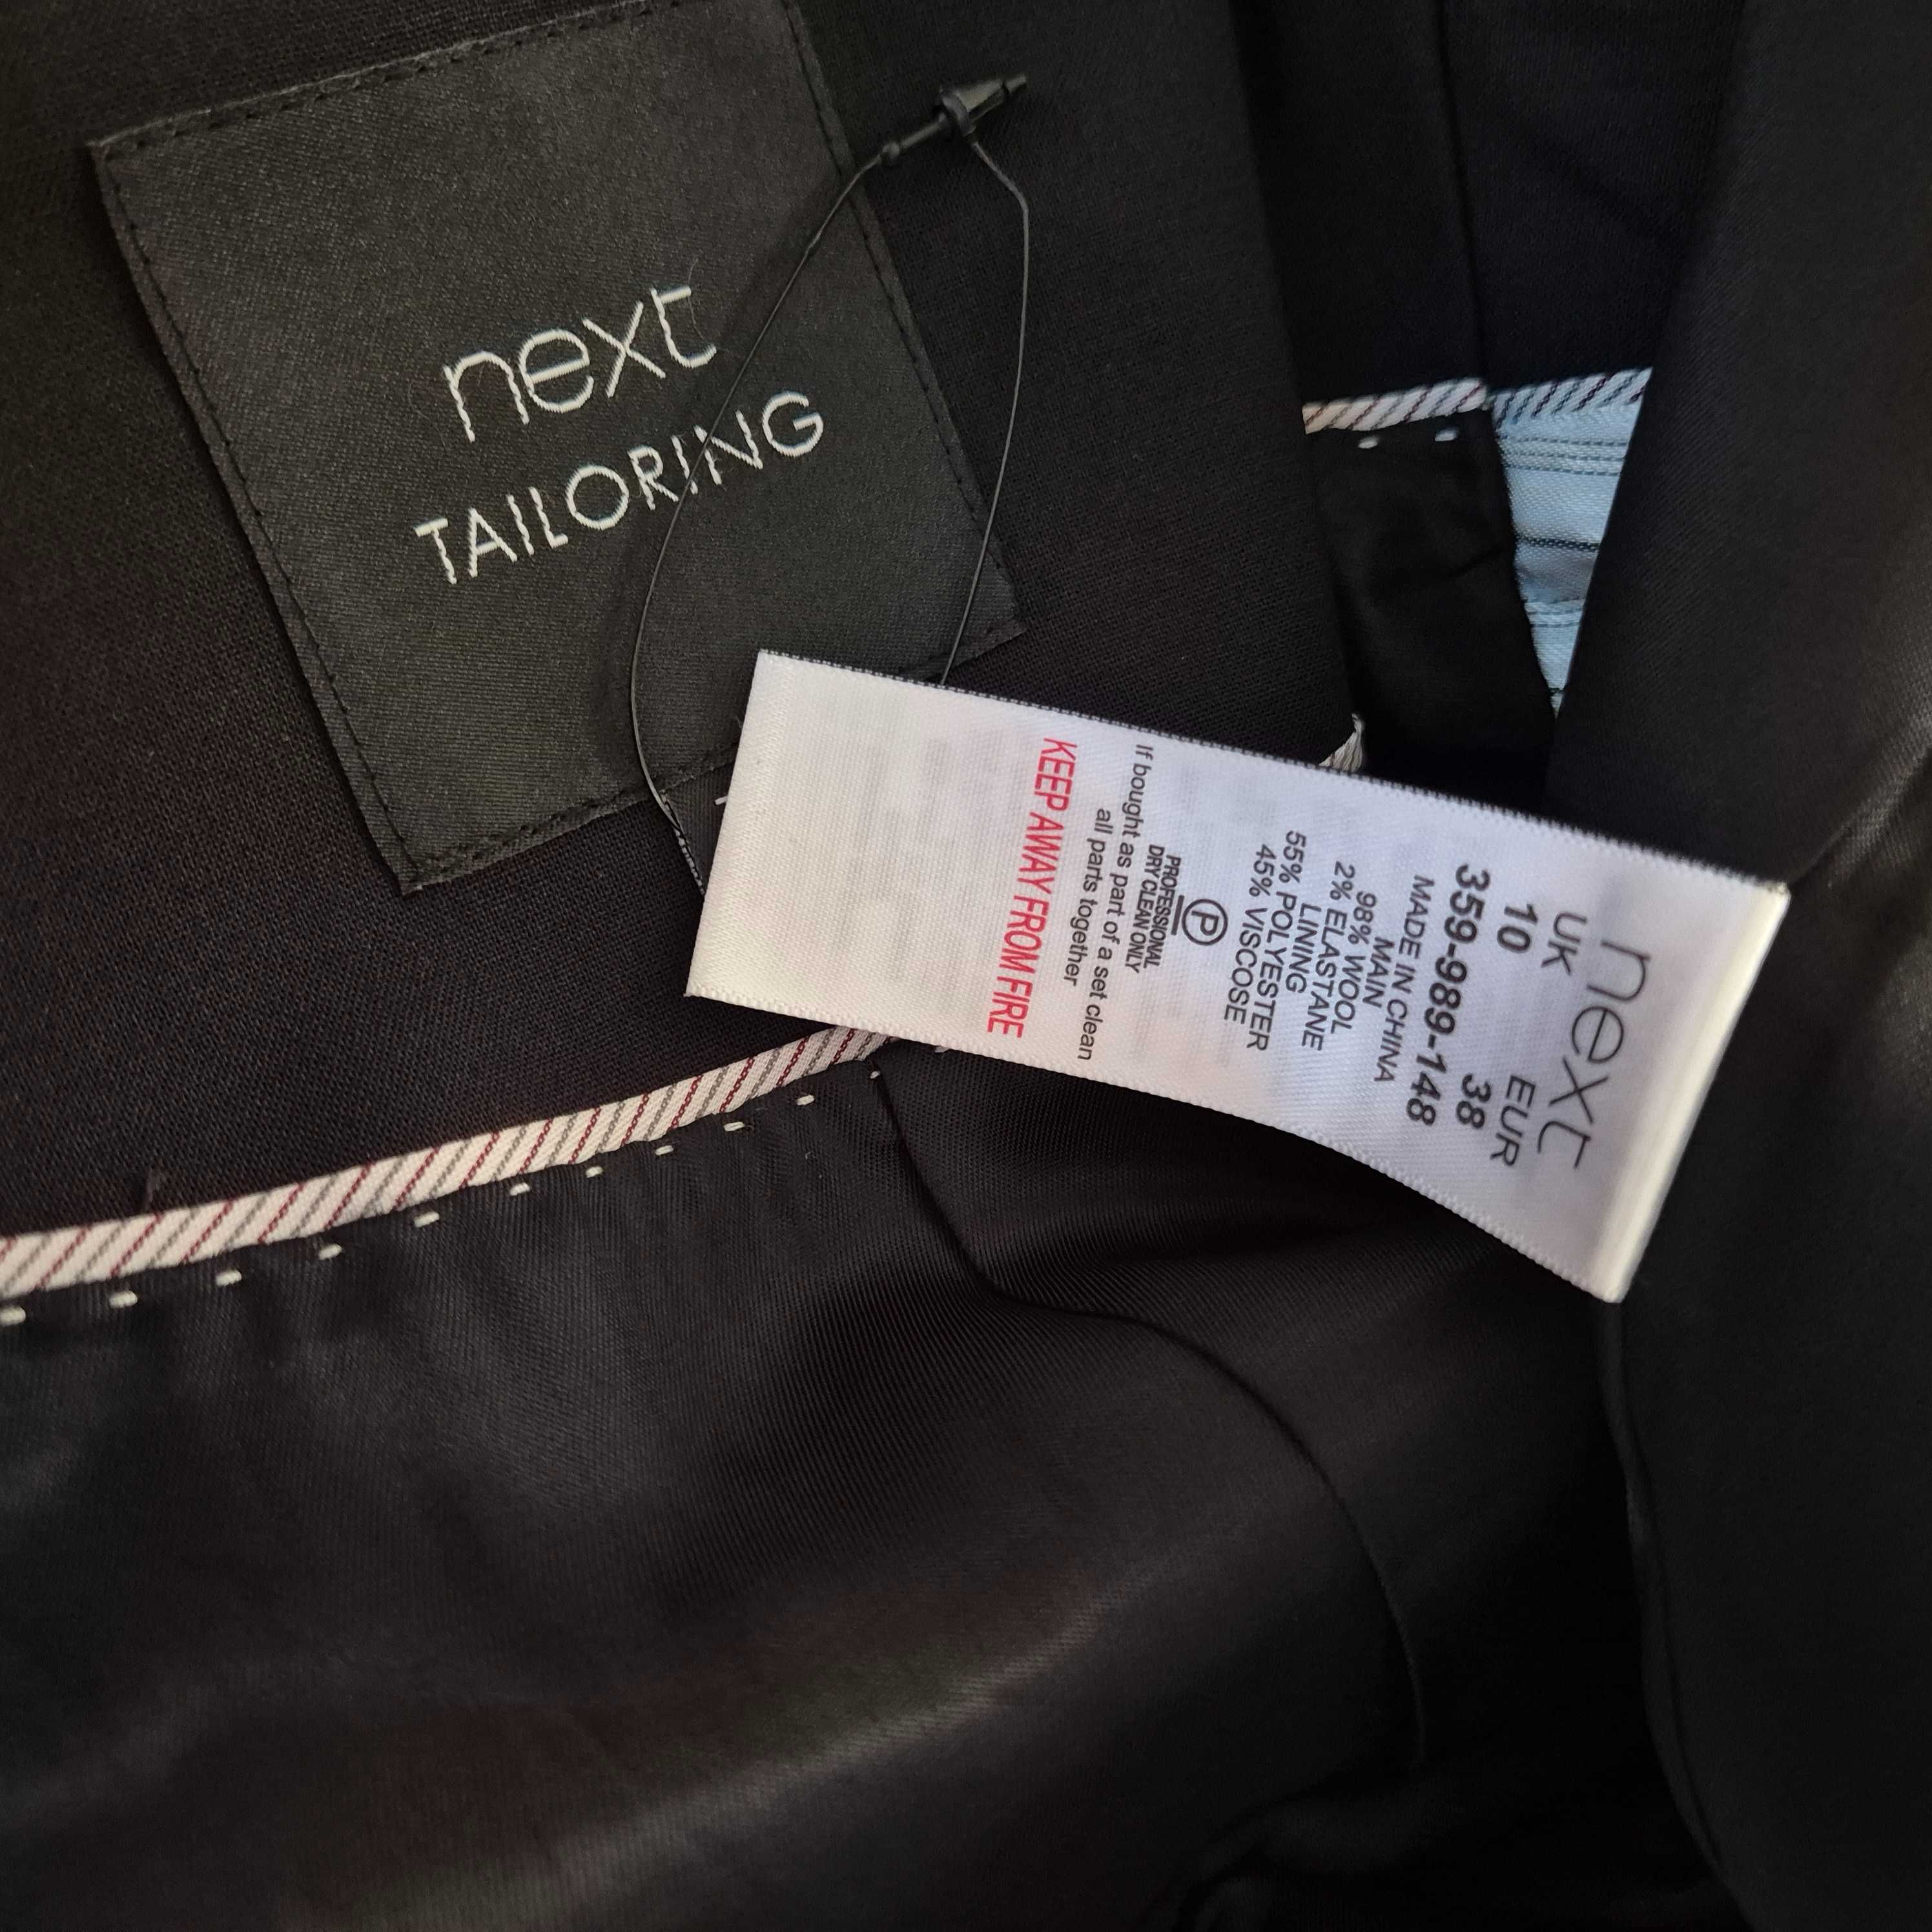 next
TAILORING
next
UK EUR
10 38
359-989-148
MADE IN CHINA
MAIN
98% WOOL
2% ELASTANE
LINING
55% POLYESTER
45% VISCOSE
P
PROFESSIONAL
DRY CLEAN ONLY
If bought as part of a set clean
all parts together
KEEP AWAY FROM FIRE